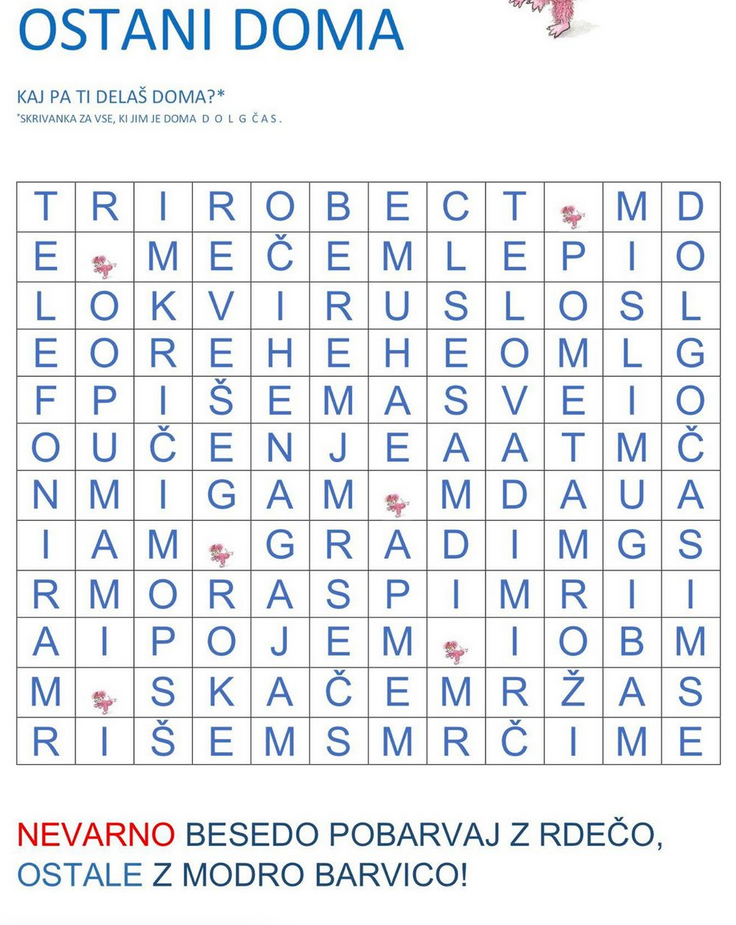 OSTANI DOMA
KAJ PA TI DELAŠ DOMA?*
*SKRIVANKA ZA VSE, KI JIM JE DOMA D O L G Č A S .
T R I R O B E C T M D
E M E Č E M L E P I O
L O K V I R U S L O S L
E O R E H E H E O M L G
F P I Š E M A S V E I O
O U Č E N J E A A T M Č
N M I G A M M D A U A
I A M G R A D I M G S
R M O R A S P I M R I I
A I P O J E M I O B M
M S K A Č E M R Ž A S
R I Š E M S M R Č I M E
NEVARNO BESEDO POBARVAJ Z RDEČO,
OSTALE Z MODRO BARVICO!